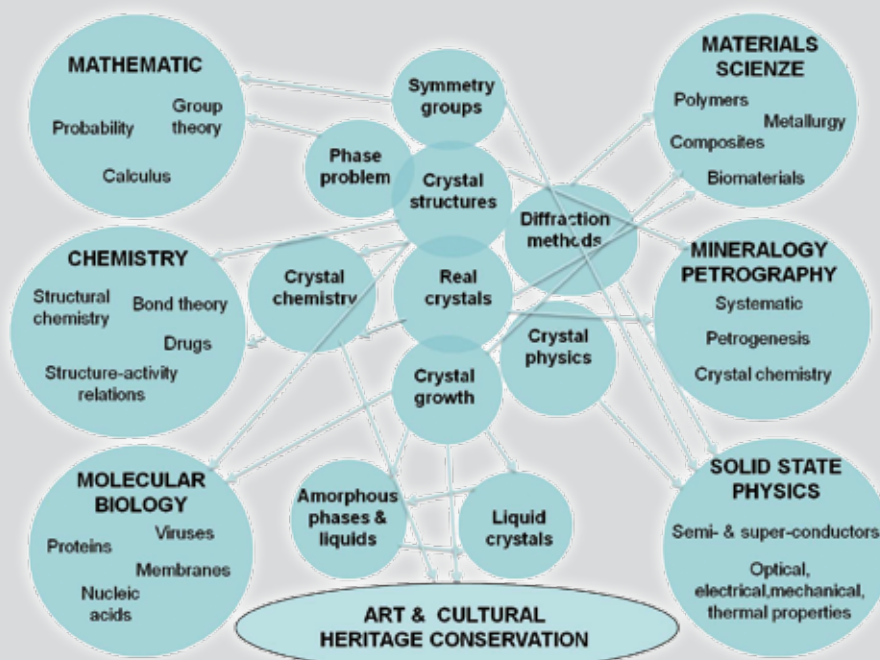 MATHEMATIC
Probability
Group
theory
Calculus
Symmetry
groups
Phase
problem
Crystal
structures
Diffraction
methods
MATERIALS
SCIENZE
Polymers
Metallurgy
Composites
Biomaterials
CHEMISTRY
Structural
chemistry
Bond theory
Drugs
Structure-activity
relations
Crystal
chemistry
Real
crystals
Crystal
physics
Crystal
growth
MINERALOGY
PETROGRAPHY
Systematic
Petrogenesis
Crystal chemistry
MOLECULAR
BIOLOGY
Viruses
Proteins
Membranes
Nucleic
acids
Amorphous
phases &
liquids
Liquid
crystals
SOLID STATE
PHYSICS
Semi- & super-conductors
Optical,
electrical,mechanical,
thermal properties
ART & CULTURAL
HERITAGE CONSERVATION